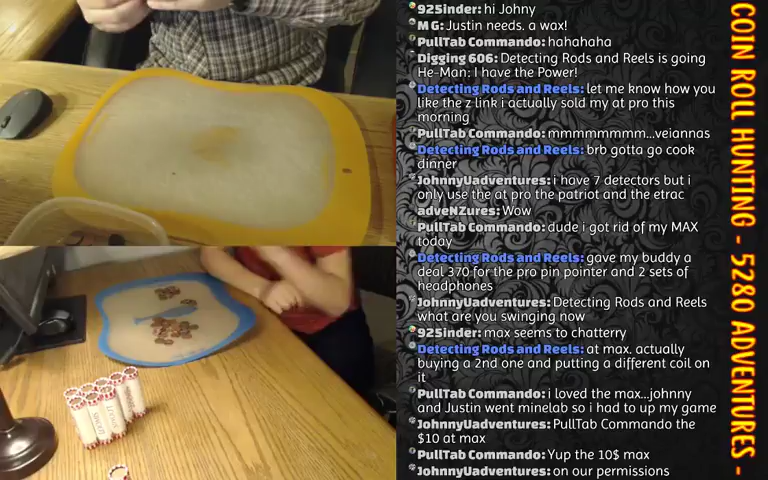 925inder: hi Johny
M G: Justin needs. a wax!
PullTab Commando: hahahaha
Digging 606: Detecting Rods and Reels is going
He-Man: I have the Power!
Detecting Rods and Reels: let me know how you
like the z link i actually sold my at pro this
morning
PullTab Commando: mmmmmmmm...veiannas
Detecting Rods and Reels: brb gotta go cook
dinner
JohnnyUadventures: i have 7 detectors but i
only use the at pro the patriot and the etrac
adveNZures: Wow
PullTab Commando: dude i got rid of my MAX
today
Detecting Rods and Reels: gave my buddy a
deal 370 for the pro pin pointer and 2 sets of
headphones
JohnnyUadventures: Detecting Rods and Reels
what are you swinging now
925inder: max seems to chatterry
Detecting Rods and Reels: at max. actually
buying a 2nd one and putting a different coil on
it
PullTab Commando: i loved the max...johnny
and Justin went minelab so i had to up my game
JohnnyUadventures: PullTab Commando the
$10 at max
PullTab Commando: Yup the 10$ max
JohnnyUadventures: on our permissions
COIN ROLL HUNTING - 5280 ADVENTURES -